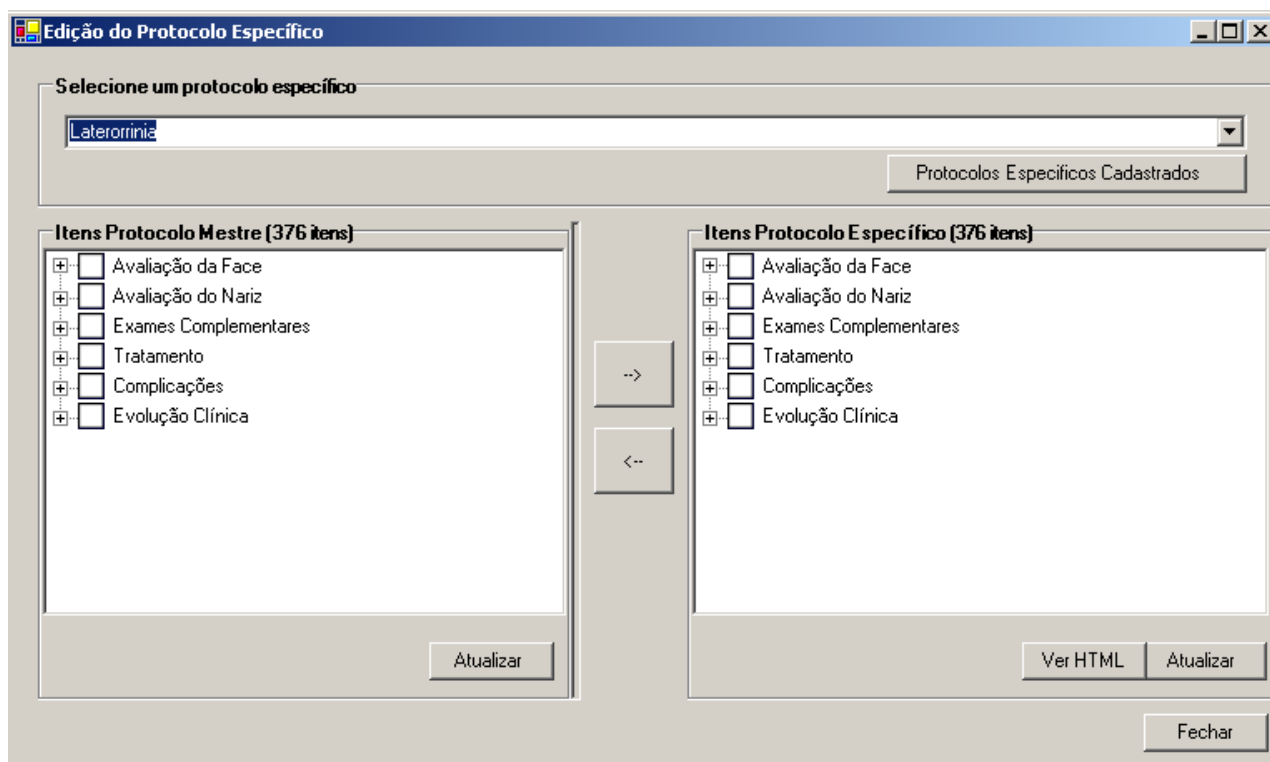 Edição do Protocolo Específico
Selecione um protocolo específico
Laterorrinia
Protocolos Especificos Cadastrados
Itens Protocolo Mestre (376 itens)
Avaliação da Face
Avaliação do Nariz
Exames Complementares
Tratamento
Complicações
Evolução Clínica
Atualizar
-->
<--
Itens Protocolo Específico (376 itens)
Avaliação da Face
Avaliação do Nariz
Exames Complementares
Tratamento
Complicações
Evolução Clínica
Ver HTML Atualizar
Fechar